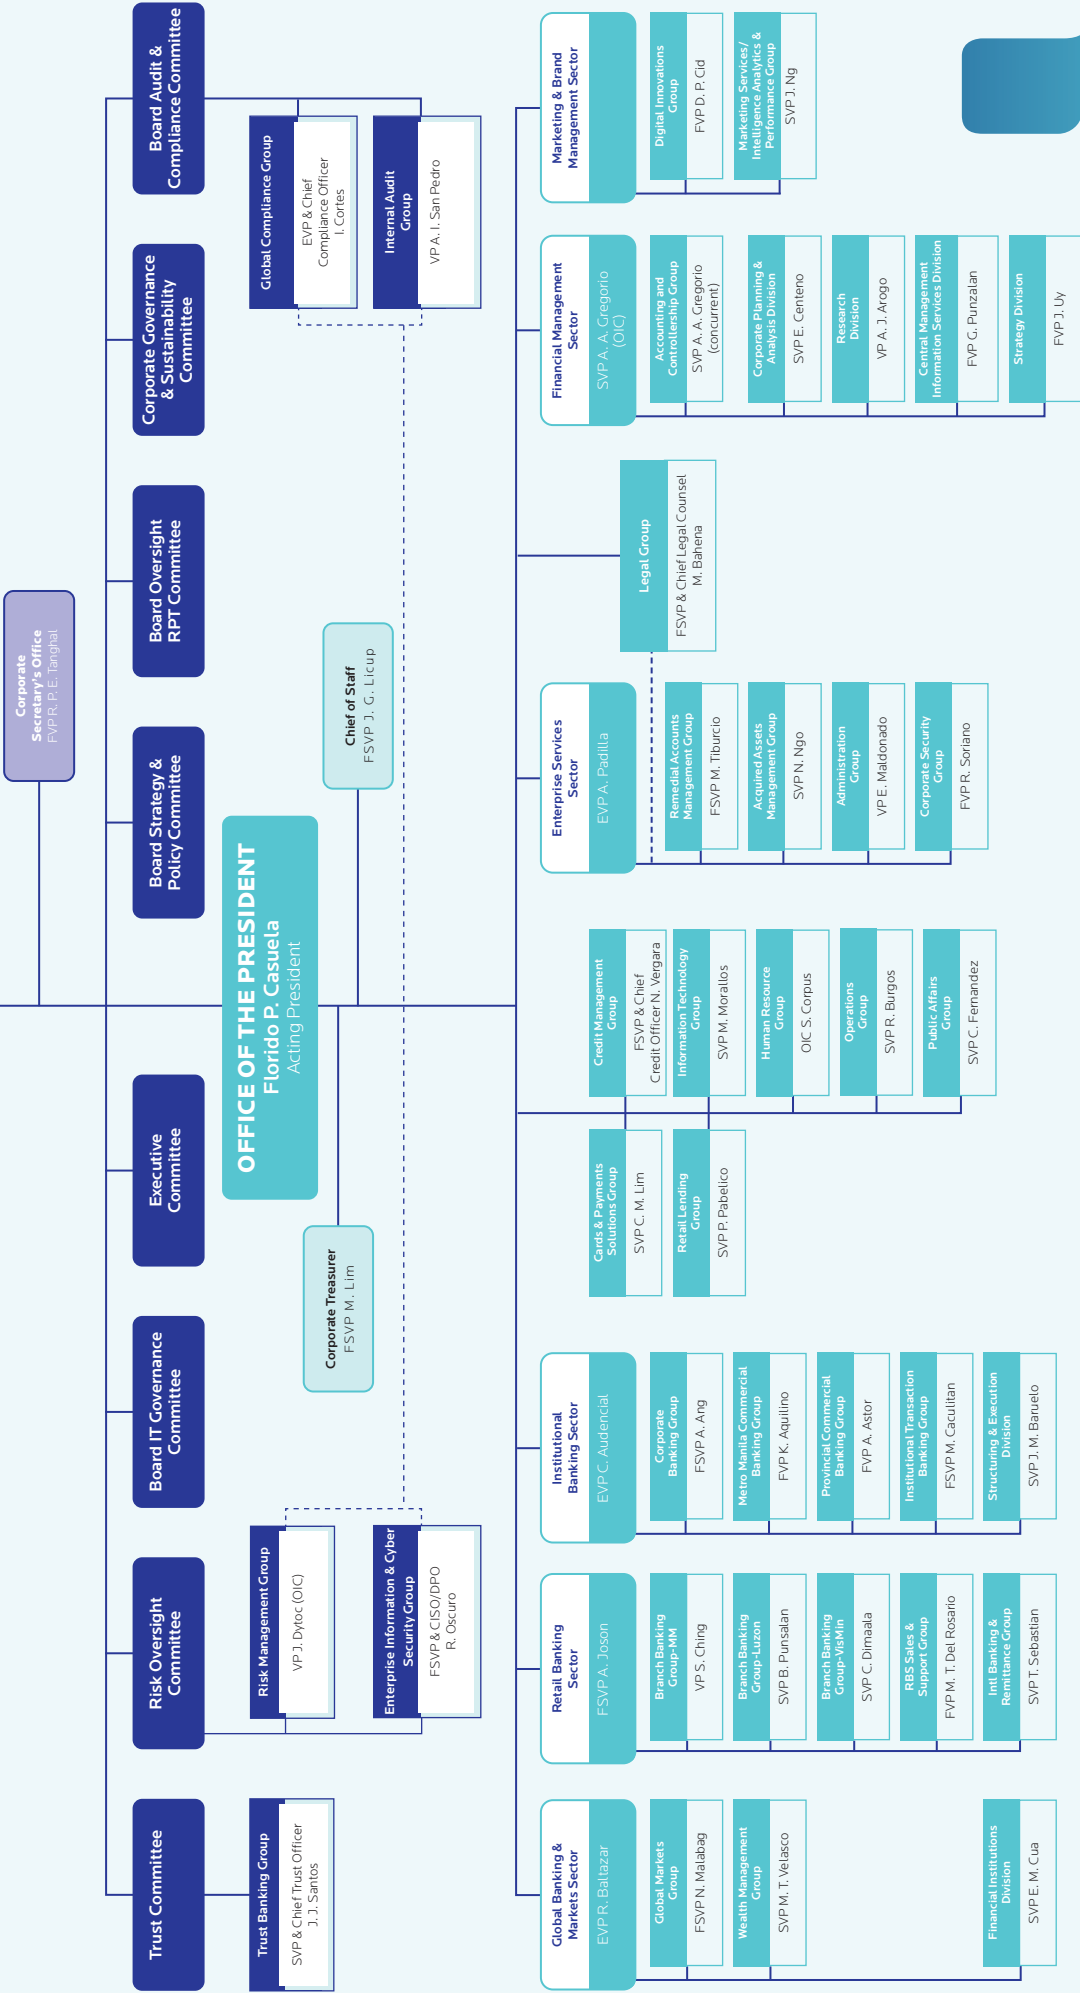 Corporate
Secretary's Office
FVP R. P. E. Tanghal
Trust Committee
Risk Oversight
Committee
Board IT Governance
Committee
Executive
Committee
Board Strategy &
Policy Committee
Board Oversight
RPT Committee
Corporate Governance
& Sustainability
Committee
Board Audit &
Compliance Committee
Trust Banking Group
SVP & Chief Trust Officer
J. J. Santos
Risk Management Group
VP J. Dytoc (OIC)
Enterprise Information & Cyber
Security Group
FSVP & CISO/DPO
R. Oscuro
OFFICE OF THE PRESIDENT
Florido P. Casuela
Acting President
Corporate Treasurer
FSVP M. Lim
Chief of Staff
FSVP J. G. Licup
Global Compliance Group
EVP & Chief
Compliance Officer
I. Cortes
Internal Audit
Group
VP A. I. San Pedro
Global Banking &
Markets Sector
EVP R. Baltazar
Global Markets
Group
FSVP N. Malabag
Wealth Management
Group
SVP M. T. Velasco
Financial Institutions
Division
SVP E. M. Cua
Retail Banking
Sector
FSVP A. Joson
Branch Banking
Group-MM
VP S. Ching
Branch Banking
Group-Luzon
SVP B. Punsalan
Branch Banking
Group-VisMin
SVP C. Dimaala
RBS Sales &
Support Group
FVP M. T. Del Rosario
Intl Banking &
Remittance Group
SVP T. Sebastian
Institutional
Banking Sector
EVP C. Audencial
Corporate
Banking Group
FSVP A. Ang
Metro Manila Commercial
Banking Group
FVP K. Aquilino
Provincial Commercial
Banking Group
FVP A. Astor
Institutional Transaction
Banking Group
FSVP M. Caculitan
Structuring & Execution
Division
SVP J. M. Baruelo
Cards & Payments
Solutions Group
SVP C. M. Lim
Retail Lending
Group
SVP P. Pabelico
Credit Management
Group
FSVP & Chief
Credit Officer N. Vergara
Information Technology
Group
SVP M. Morallos
Human Resource
Group
OIC S. Corpus
Operations
Group
SVP R. Burgos
Public Affairs
Group
SVP C. Fernandez
Enterprise Services
Sector
EVP A. Padilla
Remedial Accounts
Management Group
FSVP M. Tiburcio
Acquired Assets
Management Group
SVP N. Ngo
Administration
Group
VP E. Maldonado
Corporate Security
Group
FVP R. Soriano
Legal Group
FSVP & Chief Legal Counsel
M. Bahena
Financial Management
Sector
SVP A. A. Gregorio
(OIC)
Accounting and
Controllership Group
SVP A. A. Gregorio
(concurrent)
Corporate Planning &
Analysis Division
SVP E. Centeno
Research
Division
VP A. J. Arogo
Central Management
Information Services Division
FVP G. Punzalan
Strategy Division
FVP J. Uy
Marketing & Brand
Management Sector
Digital Innovations
Group
FVP D. P. Cid
Marketing Services/
Intelligence Analytics &
Performance Group
SVP J. Ng